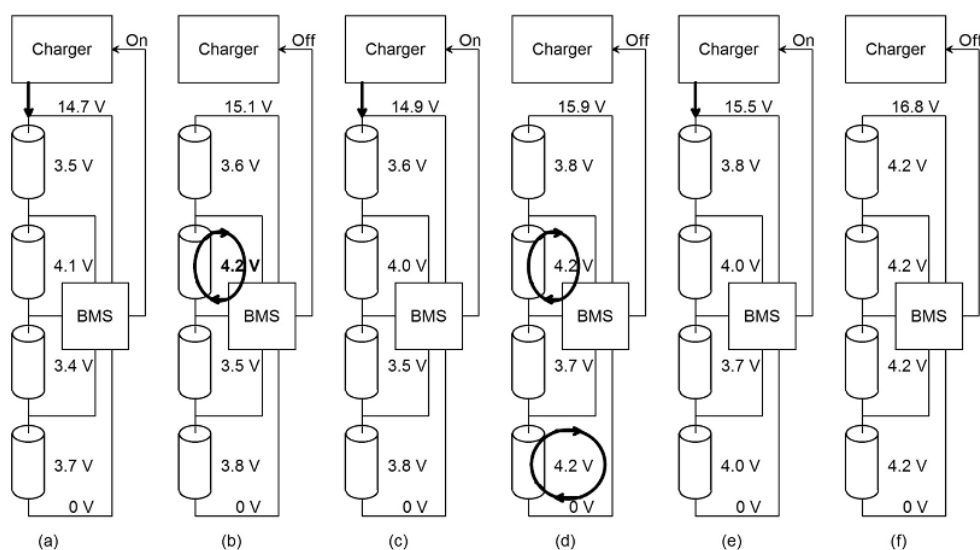 Charger
On
14.7 V
3.5 V
4.1 V
BMS
3.4 V
3.7 V
0 V
(a)
Charger
Off
15.1 V
3.6 V
4.2 V
BMS
3.5 V
3.8 V
0 V
(b)
Charger
On
14.9 V
3.6 V
4.0 V
BMS
3.5 V
3.8 V
0 V
(c)
Charger
Off
15.9 V
3.8 V
4.2 V
BMS
3.7 V
4.2 V
0 V
(d)
Charger
On
15.5 V
3.8 V
4.0 V
BMS
3.7 V
4.0 V
0 V
(e)
Charger
Off
16.8 V
4.2 V
4.2 V
BMS
4.2 V
4.2 V
0 V
(f)